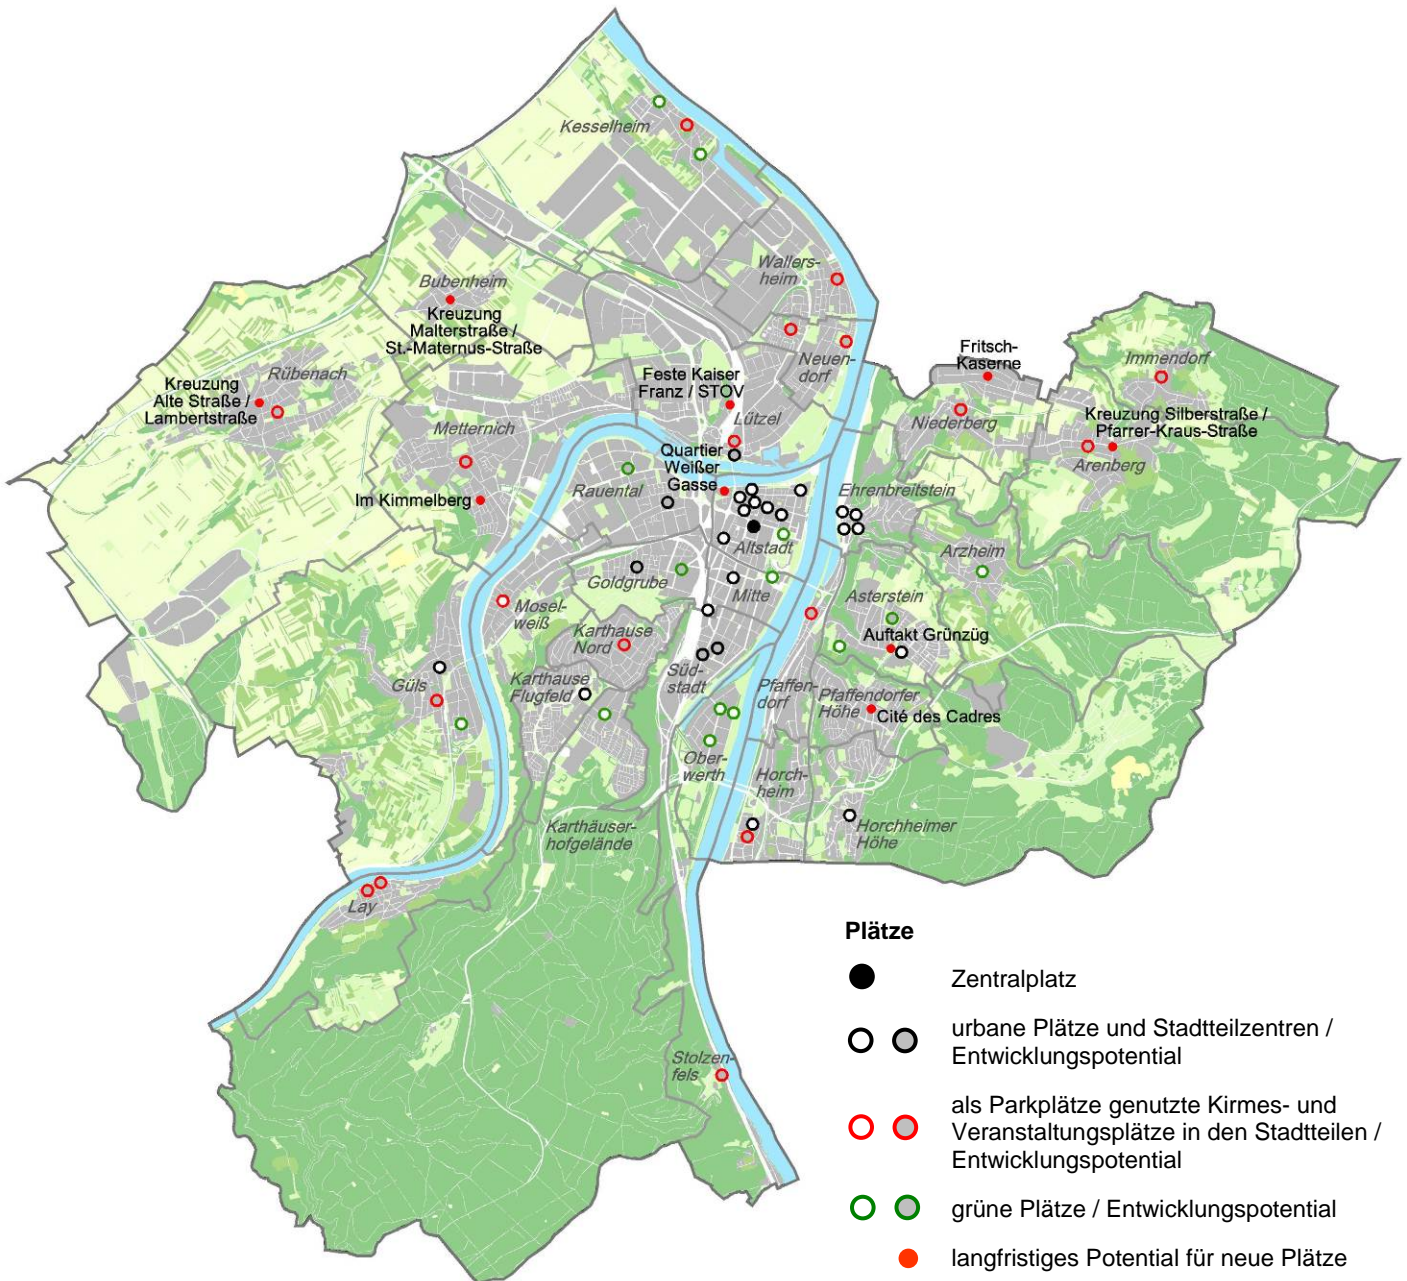 Kesselheim
Wallers-
heim
Bubenheim
Kreuzung
Malterstraße /
St.-Maternus-Straße
Neuen-
dorf
Fritsch-
Kaserne
Immendorf
Rübenach
Kreuzung
Alte Straße /
Lambertstraße
Feste Kaiser
Franz / STOV
Lützel
Niederberg
Kreuzung Silberstraße /
Pfarrer-Kraus-Straße
Arenberg
Metternich
Quartier
Weißer
Gasse
Im Kimmelberg
Rauental
Ehrenbreitstein
Altstadt
Arzheim
Goldgrube
Mitte
Asterstein
Mosel-
weiß
Karthause
Nord
Auftakt Grünzüg
Güls
Karthause
Flugfeld
Süd-
stadt
Pfaffen-
dorf
Pfaffendorfer
Höhe
Cité des Cadres
Ober-
werth
Horch-
heim
Karthäuser-
hofgelände
Horchheimer
Höhe
Lay
Stolzen-
fels
Plätze
Zentralplatz
urbane Plätze und Stadtteilzentren /
Entwicklungspotential
als Parkplätze genutzte Kirmes- und
Veranstaltungsplätze in den Stadtteilen /
Entwicklungspotential
grüne Plätze / Entwicklungspotential
langfristiges Potential für neue Plätze